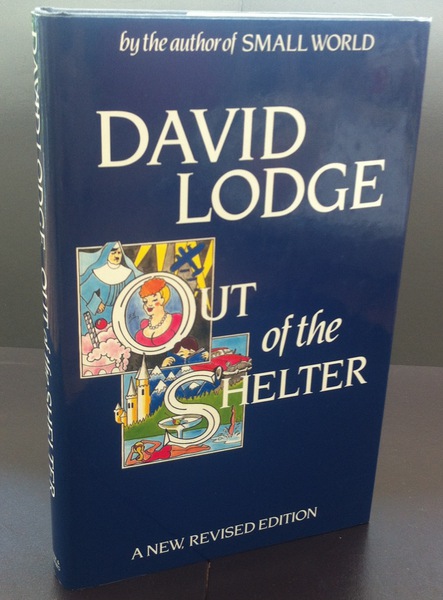 by the author of SMALL WORLD
DAVID
LODGE
OUT
of the
SHELTER
A NEW, REVISED EDITION
DAVID LODGE OUT of the SHELTER